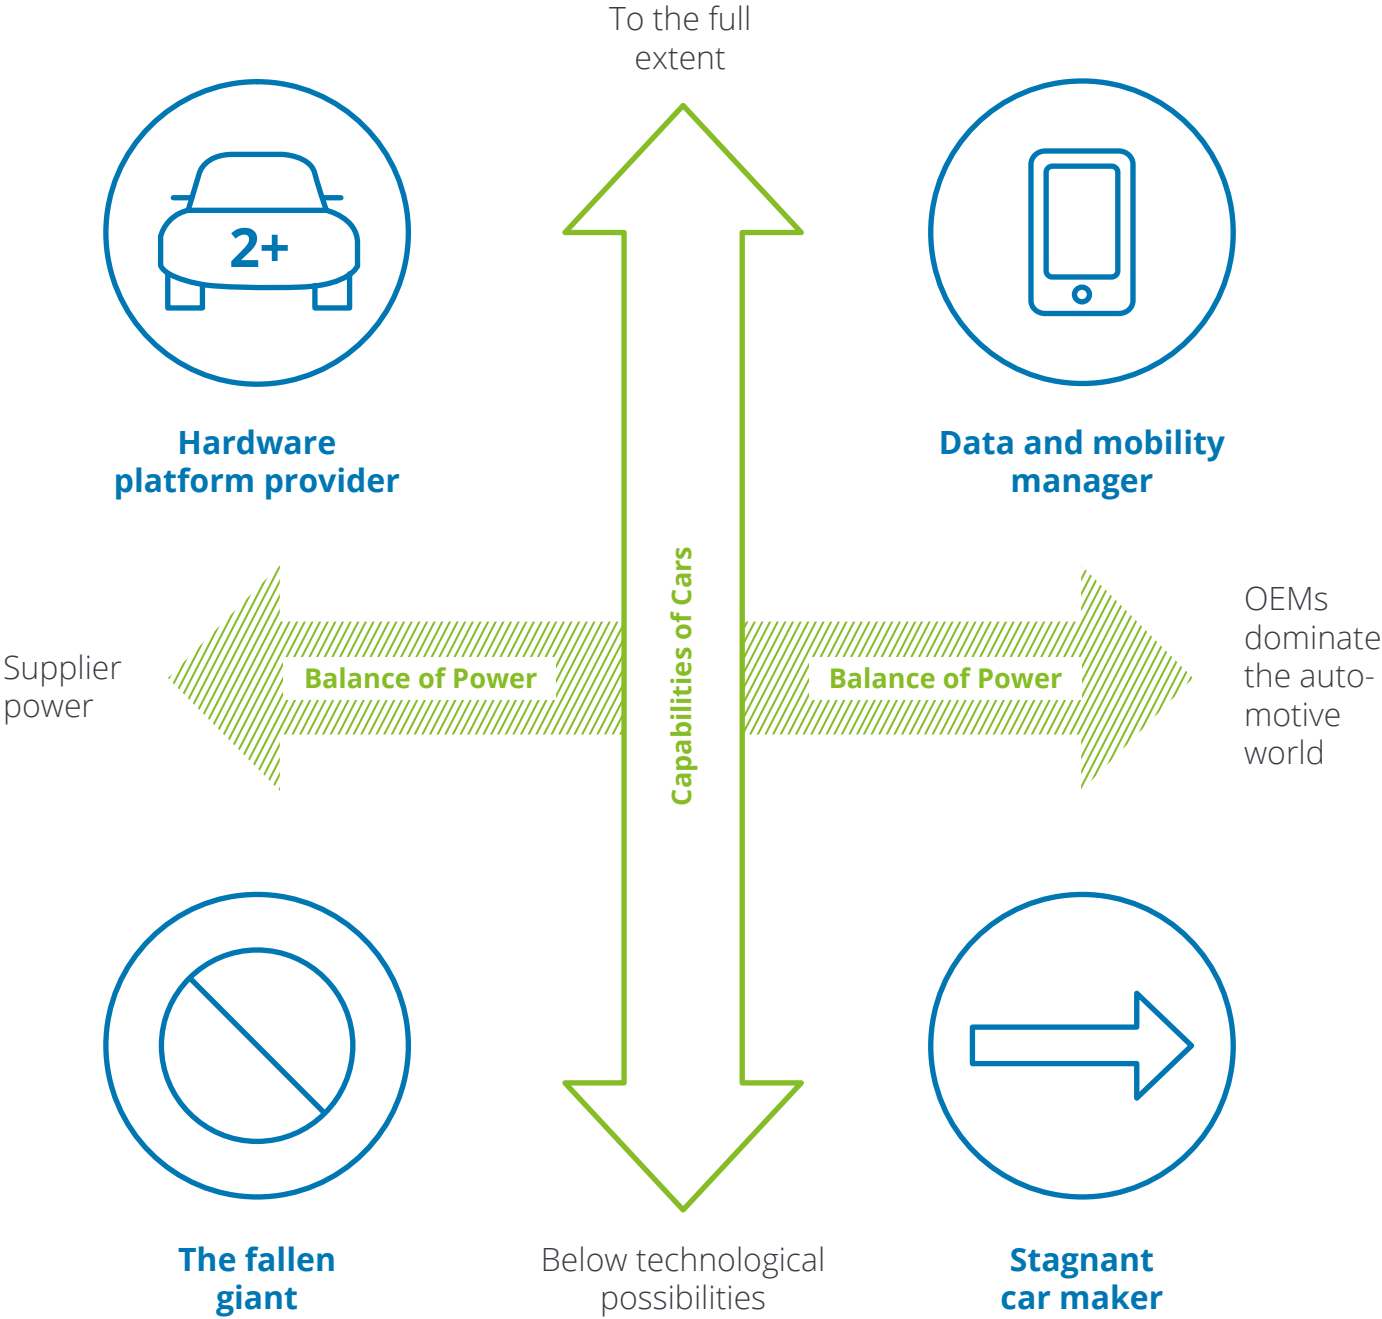 To the full
extent
2+
Hardware
platform provider
Data and mobility
manager
Supplier
power
Balance of Power
Capabilities of Cars
Balance of Power
OEMs
dominate
the auto-
motive
world
The fallen
giant
Below technological
possibilities
Stagnant
car maker